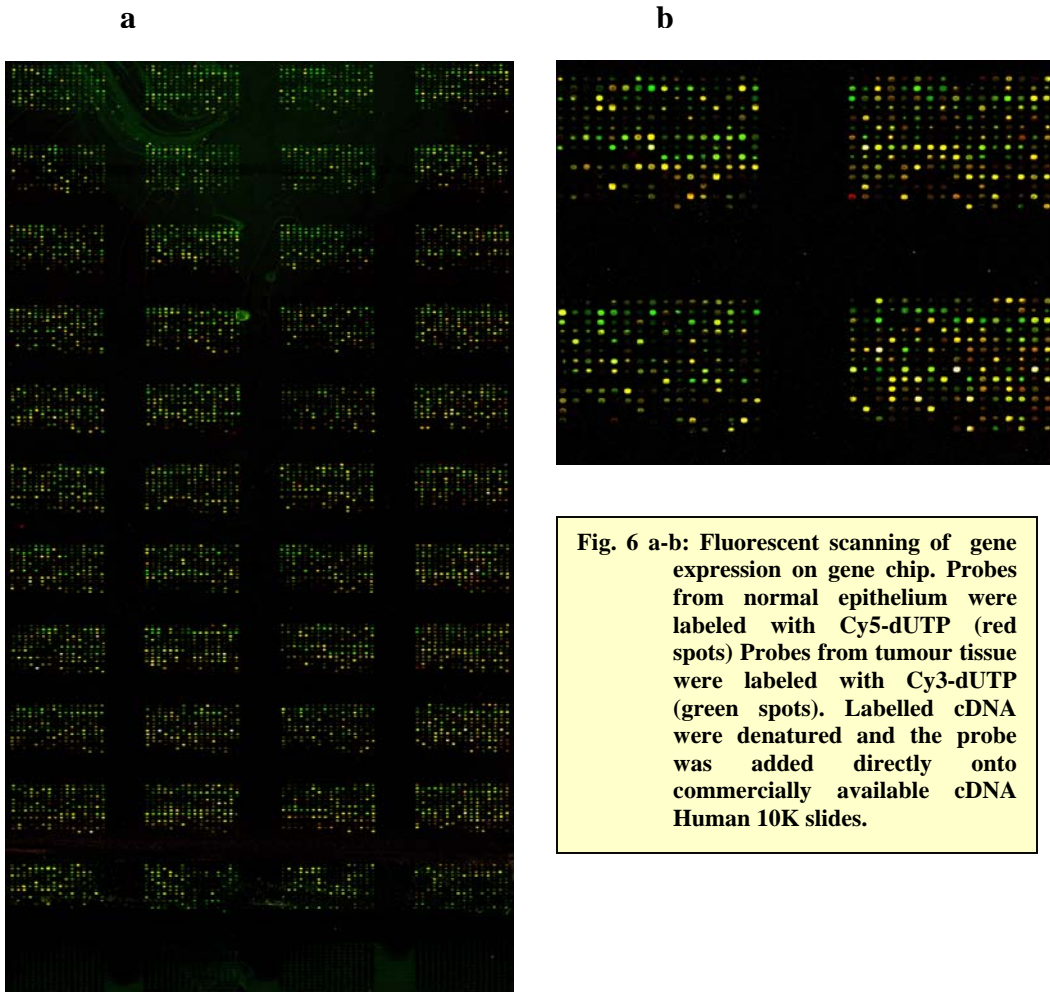 a
b
Fig. 6 a-b: Fluorescent scanning of gene
expression on gene chip. Probes
from normal epithelium were
labeled with Cy5-dUTP (red
spots) Probes from tumour tissue
were labeled with Cy3-dUTP
(green spots). Labelled cDNA
were denatured and the probe
was added directly onto
commercially available cDNA
Human 10K slides.